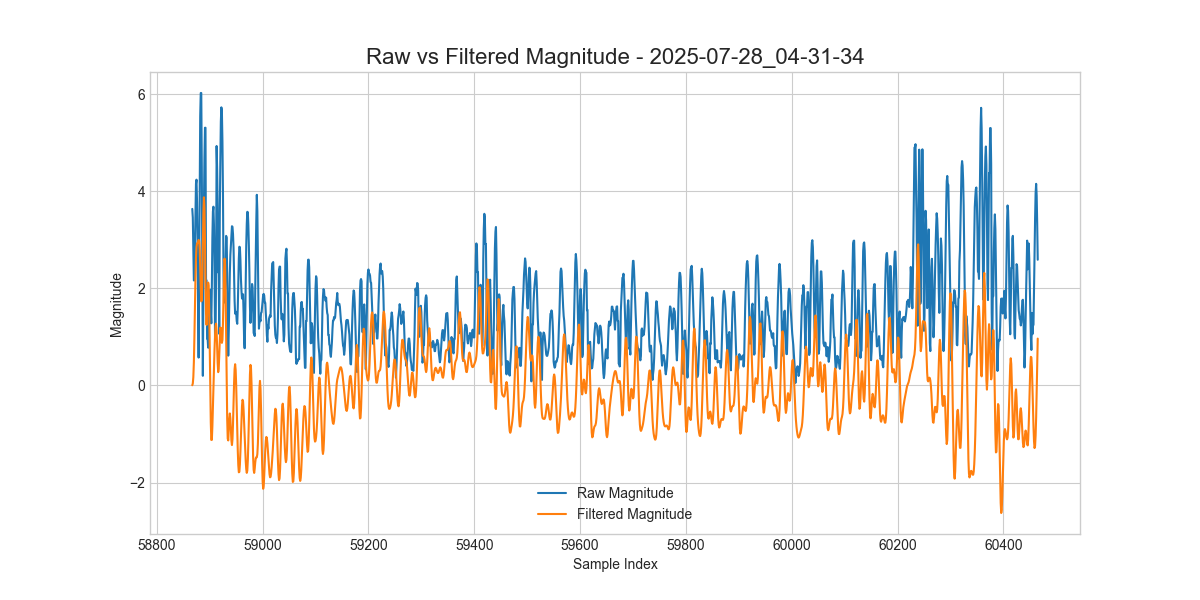 Raw vs Filtered Magnitude - 2025-07-28_04-31-34
Magnitude
6
4
2
0
−2
Raw Magnitude
Filtered Magnitude
58800 59000 59200 59400 59600 59800 60000 60200 60400
Sample Index